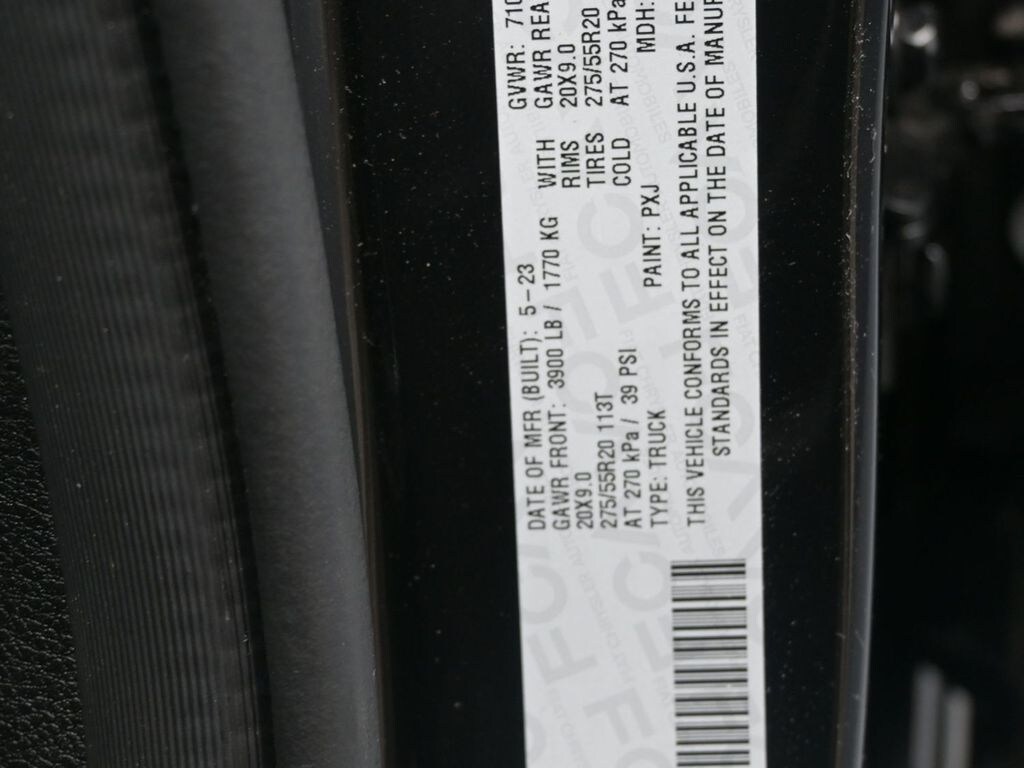 DATE OF MFR (BUILT): 5-23 GVWR: 710
GAWR FRONT: 3900 LB / 1770 KG WITH GAWR REA
20X9.0 RIMS 20X9.0
275/55R20 113T TIRES 275/55R20
AT 270 kPa / 39 PSI COLD AT 270 kPa
TYPE: TRUCK PAINT: PXJ MDH:
THIS VEHICLE CONFORMS TO ALL APPLICABLE U.S.A. FE
STANDARDS IN EFFECT ON THE DATE OF MANUF